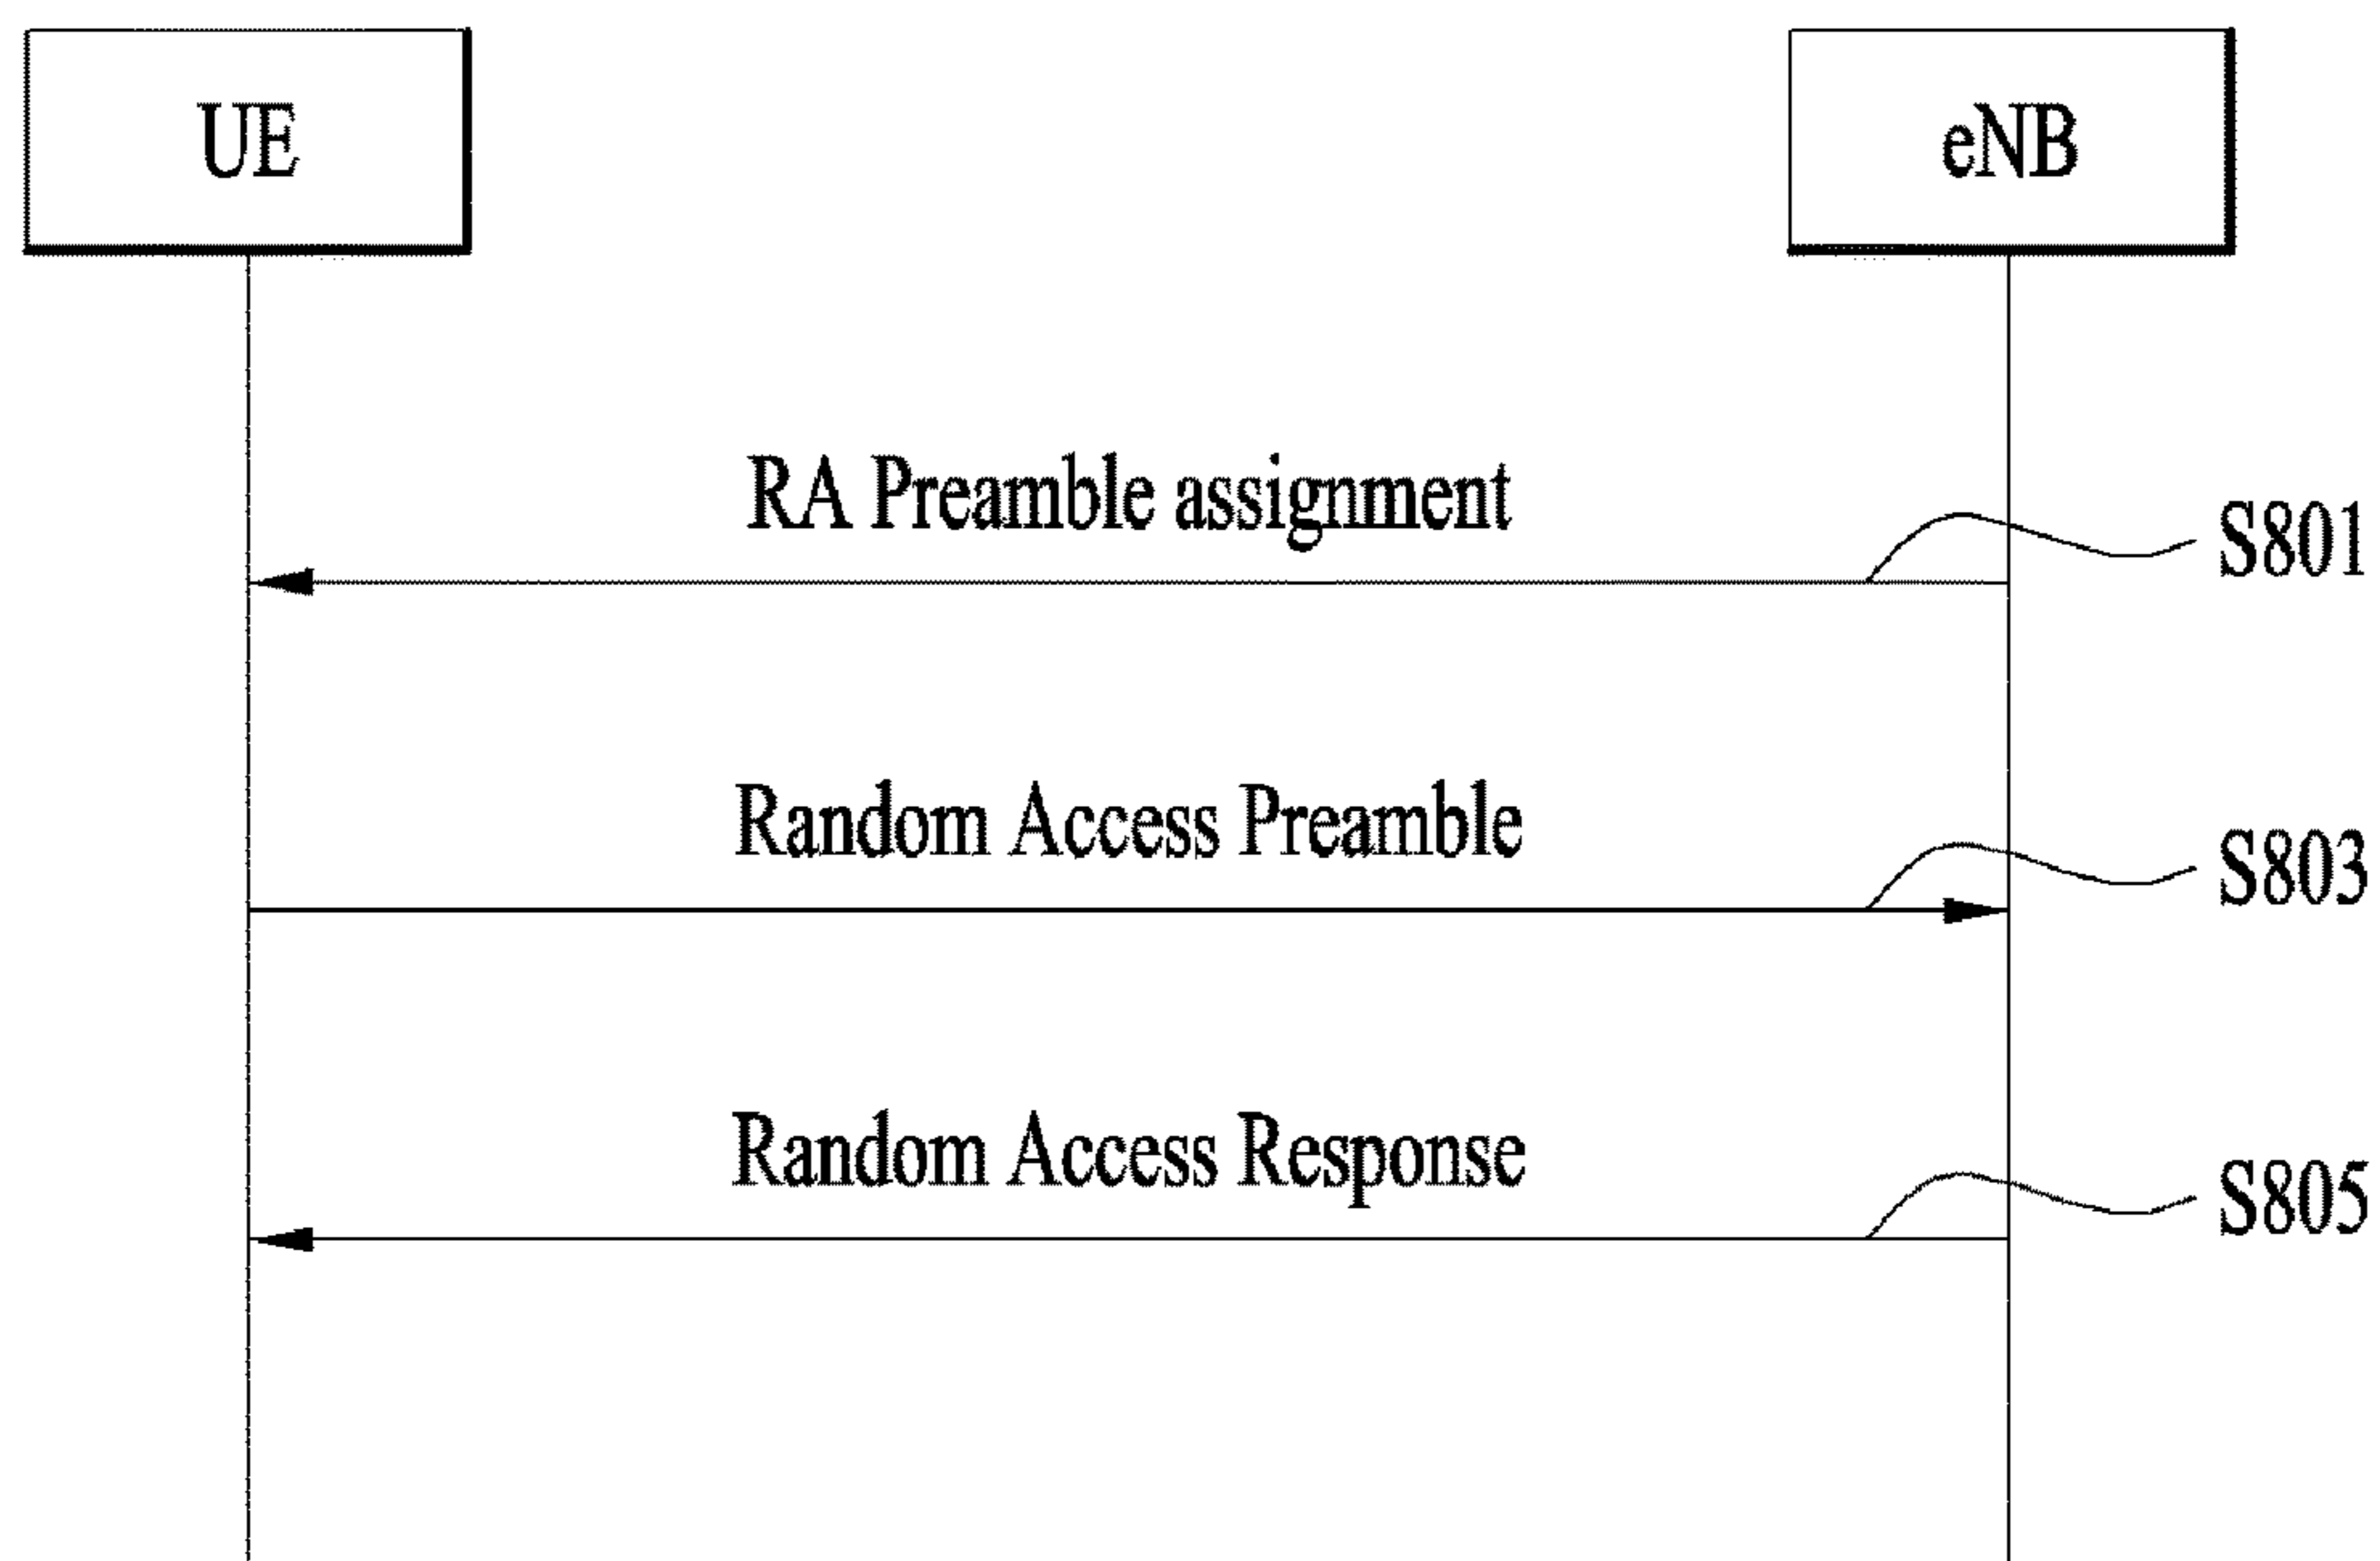 UE
eNB
RA Preamble assignment
S801
Random Access Preamble
S803
Random Access Response
S805